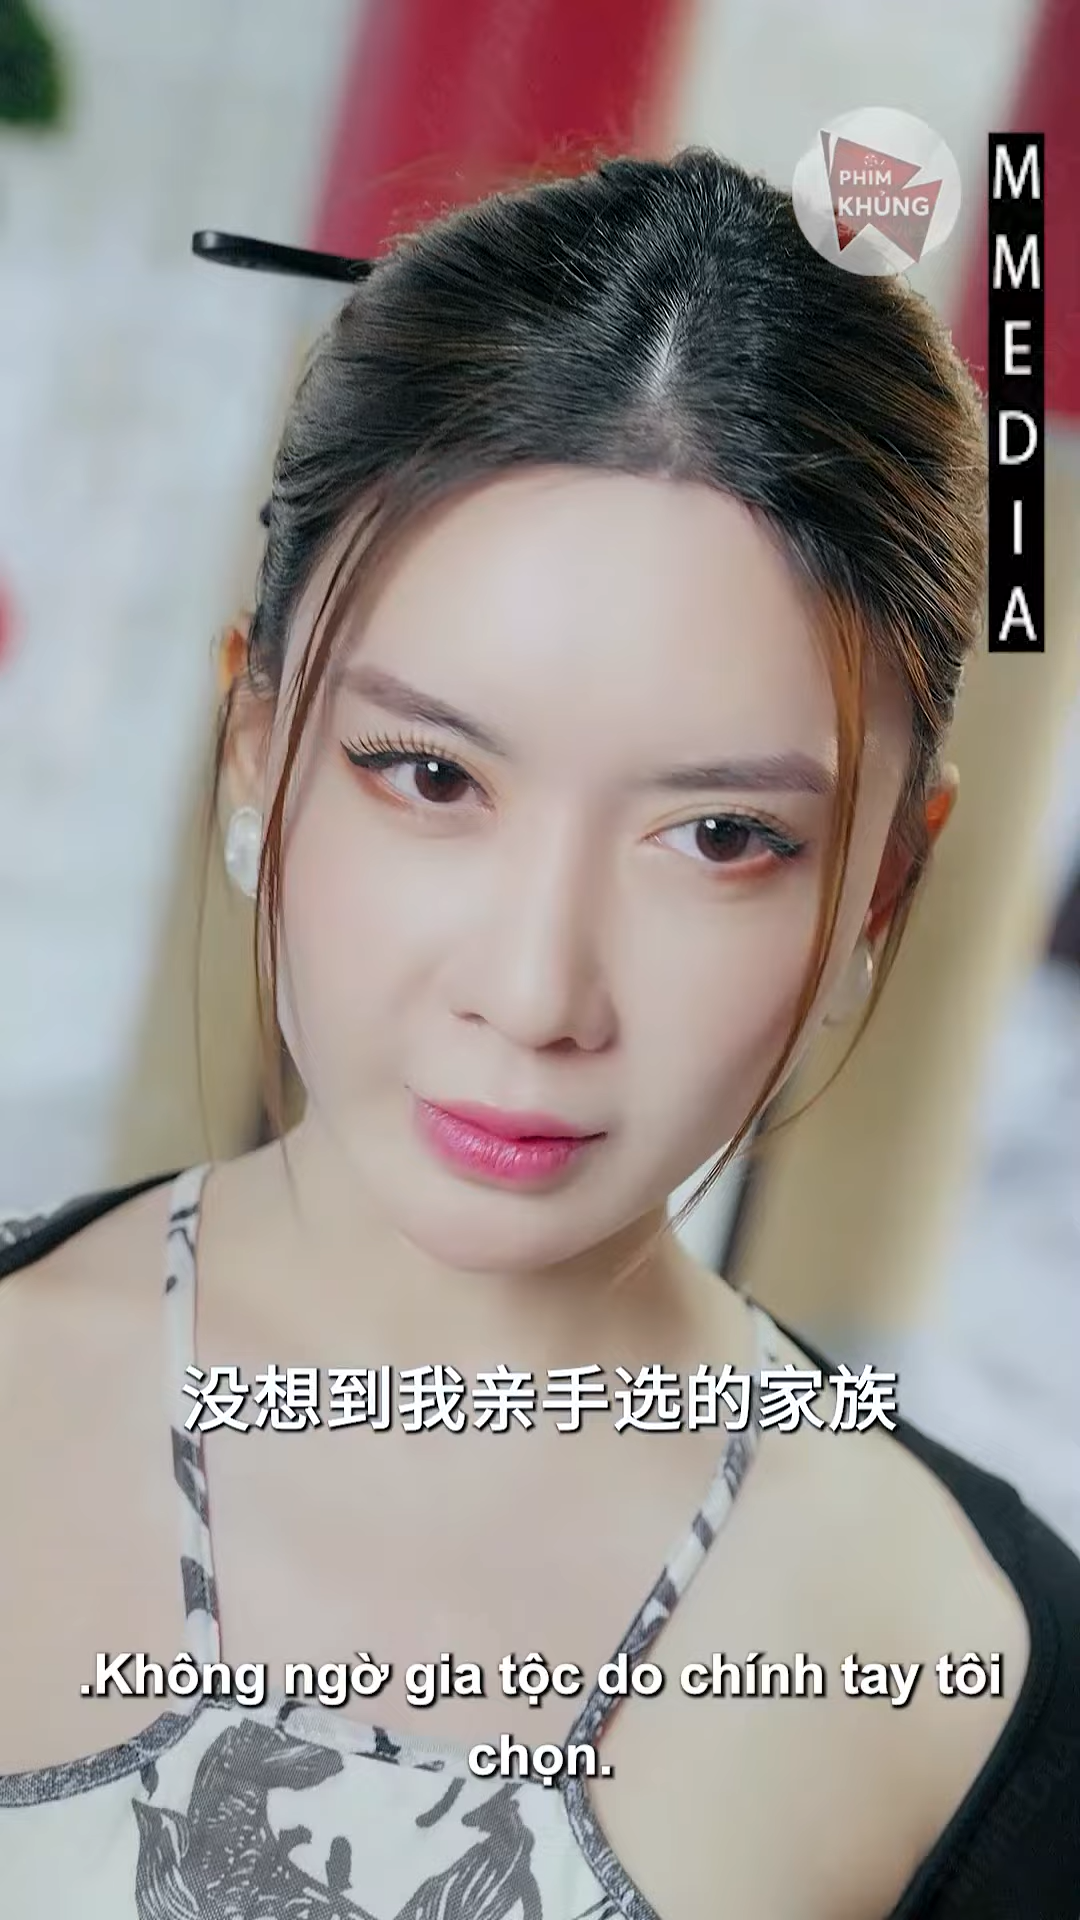 PHIM
KHỦNG
M
M
E
D
I
A
没想到我亲手选的家族
.Không ngờ gia tộc do chính tay tôi
chọn.